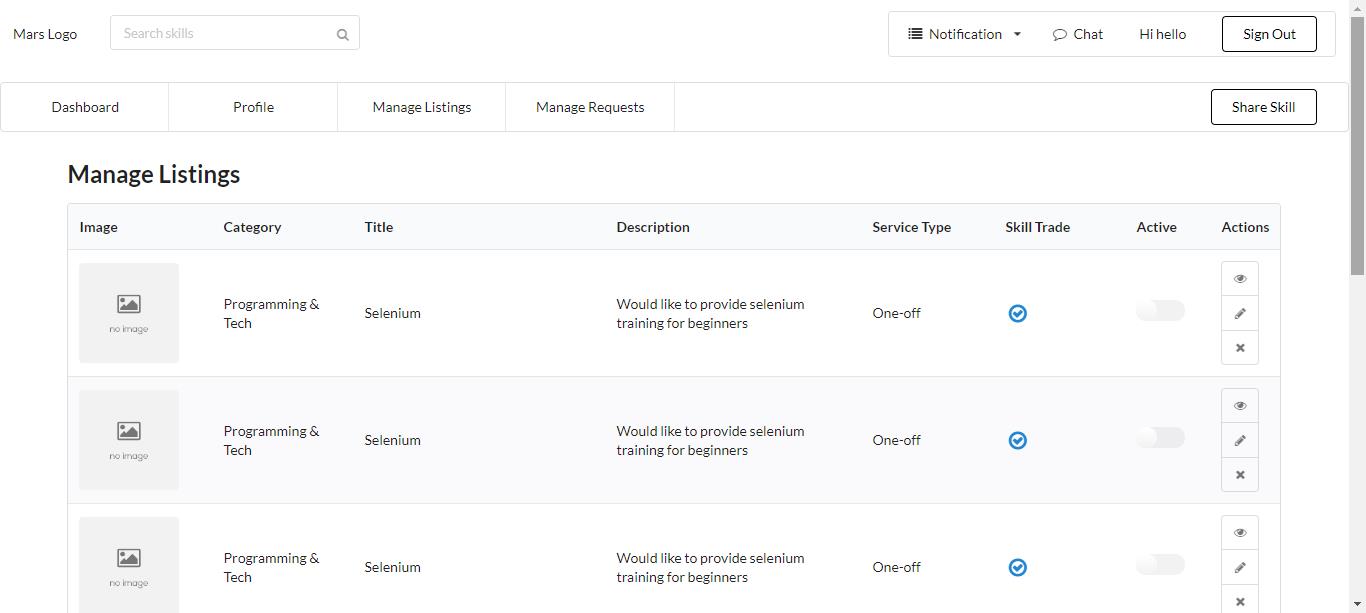 Mars Logo
Search skills
Notification
Chat
Hi hello
Sign Out
Dashboard
Profile
Manage Listings
Manage Requests
Share Skill
Manage Listings
Image Category Title Description Service Type Skill Trade Active Actions
no image
Programming &
Tech
Selenium
Would like to provide selenium
training for beginners
One-off
no image
Programming &
Tech
Selenium
Would like to provide selenium
training for beginners
One-off
no image
Programming &
Tech
Selenium
Would like to provide selenium
training for beginners
One-off